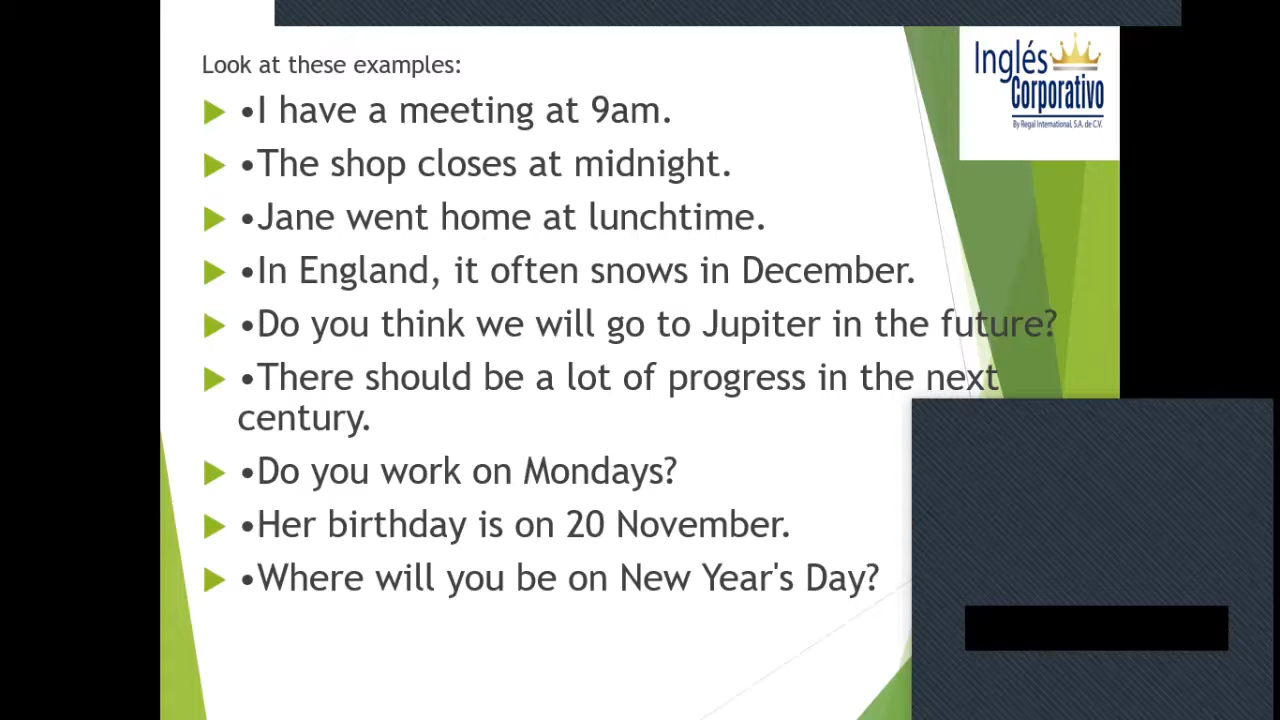 Look at these examples:
•I have a meeting at 9am.
•The shop closes at midnight.
•Jane went home at lunchtime.
•In England, it often snows in December.
•Do you think we will go to Jupiter in the future?
•There should be a lot of progress in the next
century.
•Do you work on Mondays?
•Her birthday is on 20 November.
•Where will you be on New Year's Day?
Inglés
Corporativo
By Regal International, S.A. de C.V.